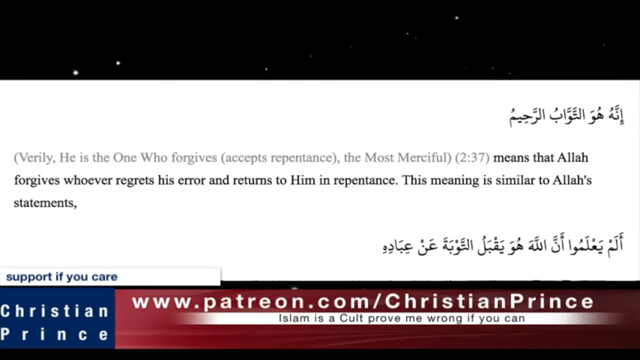 إِنَّهُ هُوَ التَّوَّابُ الرَّحِيمُ
(Verily, He is the One Who forgives (accepts repentance), the Most Merciful) (2:37) means that Allah
forgives whoever regrets his error and returns to Him in repentance. This meaning is similar to Allah's
statements,
أَلَمْ يَعْلَمُوا أَنَّ اللَّهَ هُوَ يَقْبَلُ التَّوْبَةَ عَنْ عِبَادِهِ
support if you care
Christian
Prince
www.patreon.com/ChristianPrince
Islam is a Cult prove me wrong if you can